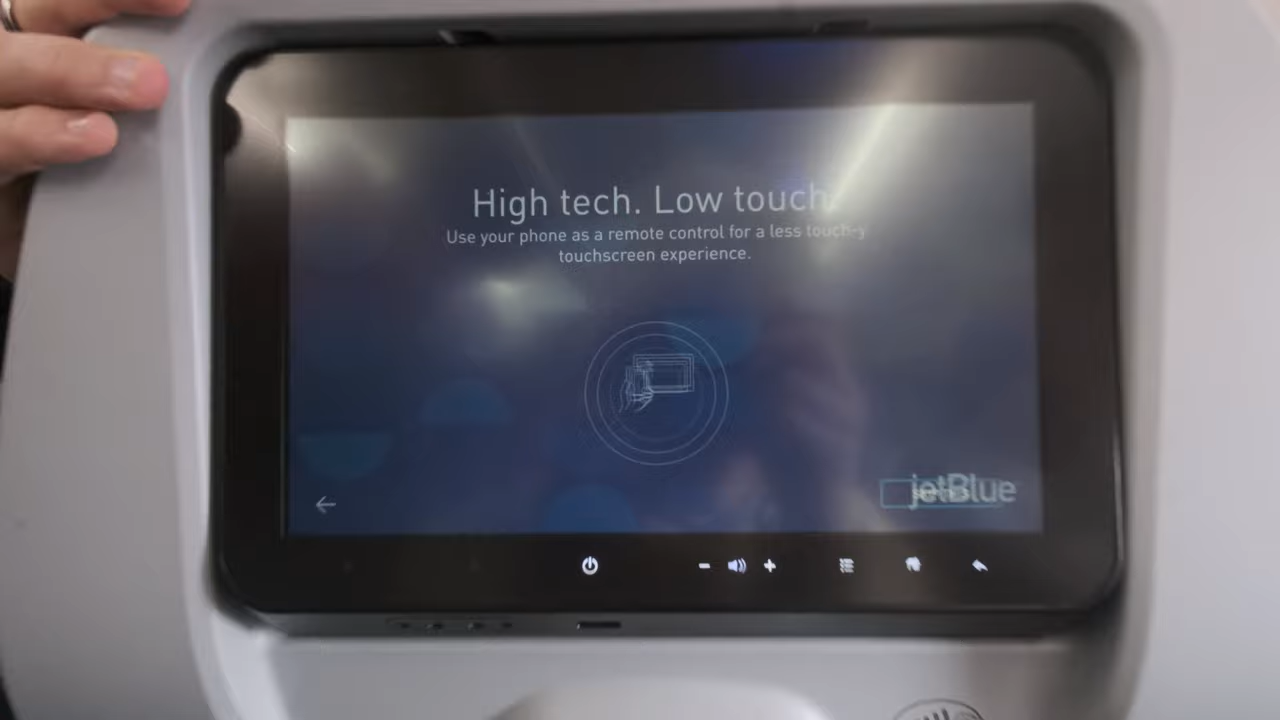 High tech. Low touch.
Use your phone as a remote control for a less touch-y
touchscreen experience.
jetBlue